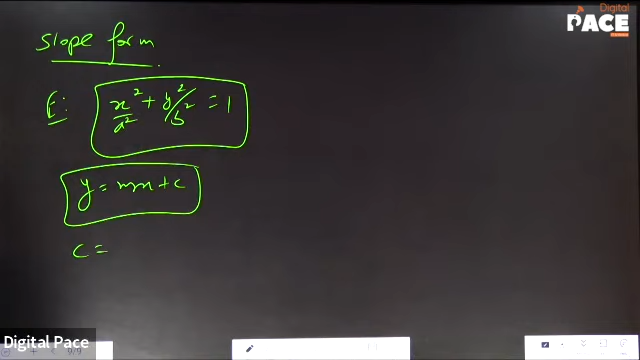 Digital
PACE
slope form
E: x²/a² + y²/b² = 1
y = mx + c
c =
Digital Pace